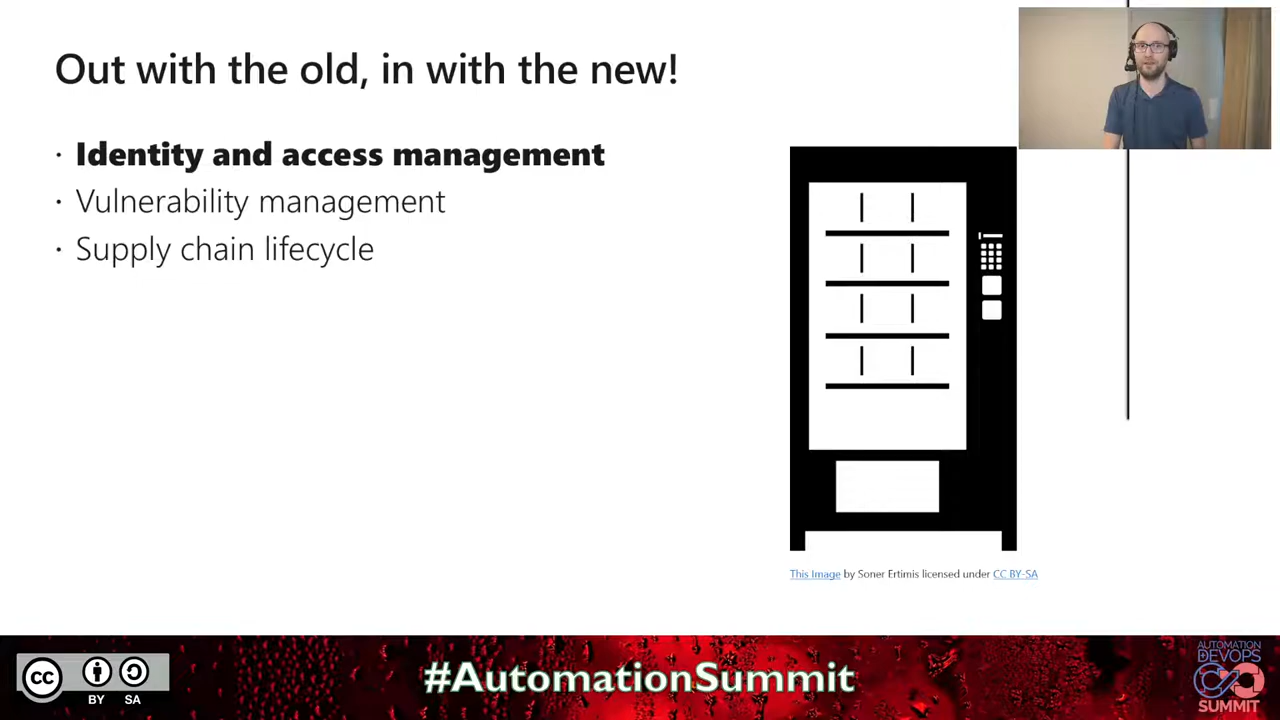 Out with the old, in with the new!
· Identity and access management
· Vulnerability management
· Supply chain lifecycle
This Image by Soner Ertimis licensed under CC BY-SA
cc
BY SA
#AutomationSummit
AUTOMATION
DEVOPS
SUMMIT